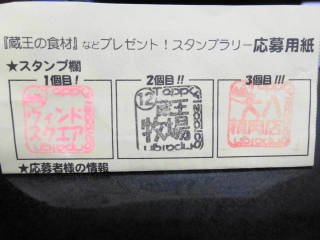 『蔵王の食材』などプレゼント！スタンプラリー応募用紙
★スタンプ欄
1個目！ 2個目!! 3個目!!!
ウィンド
スクエア
12
蔵王
牧場
精肉店
★応募者様の情報